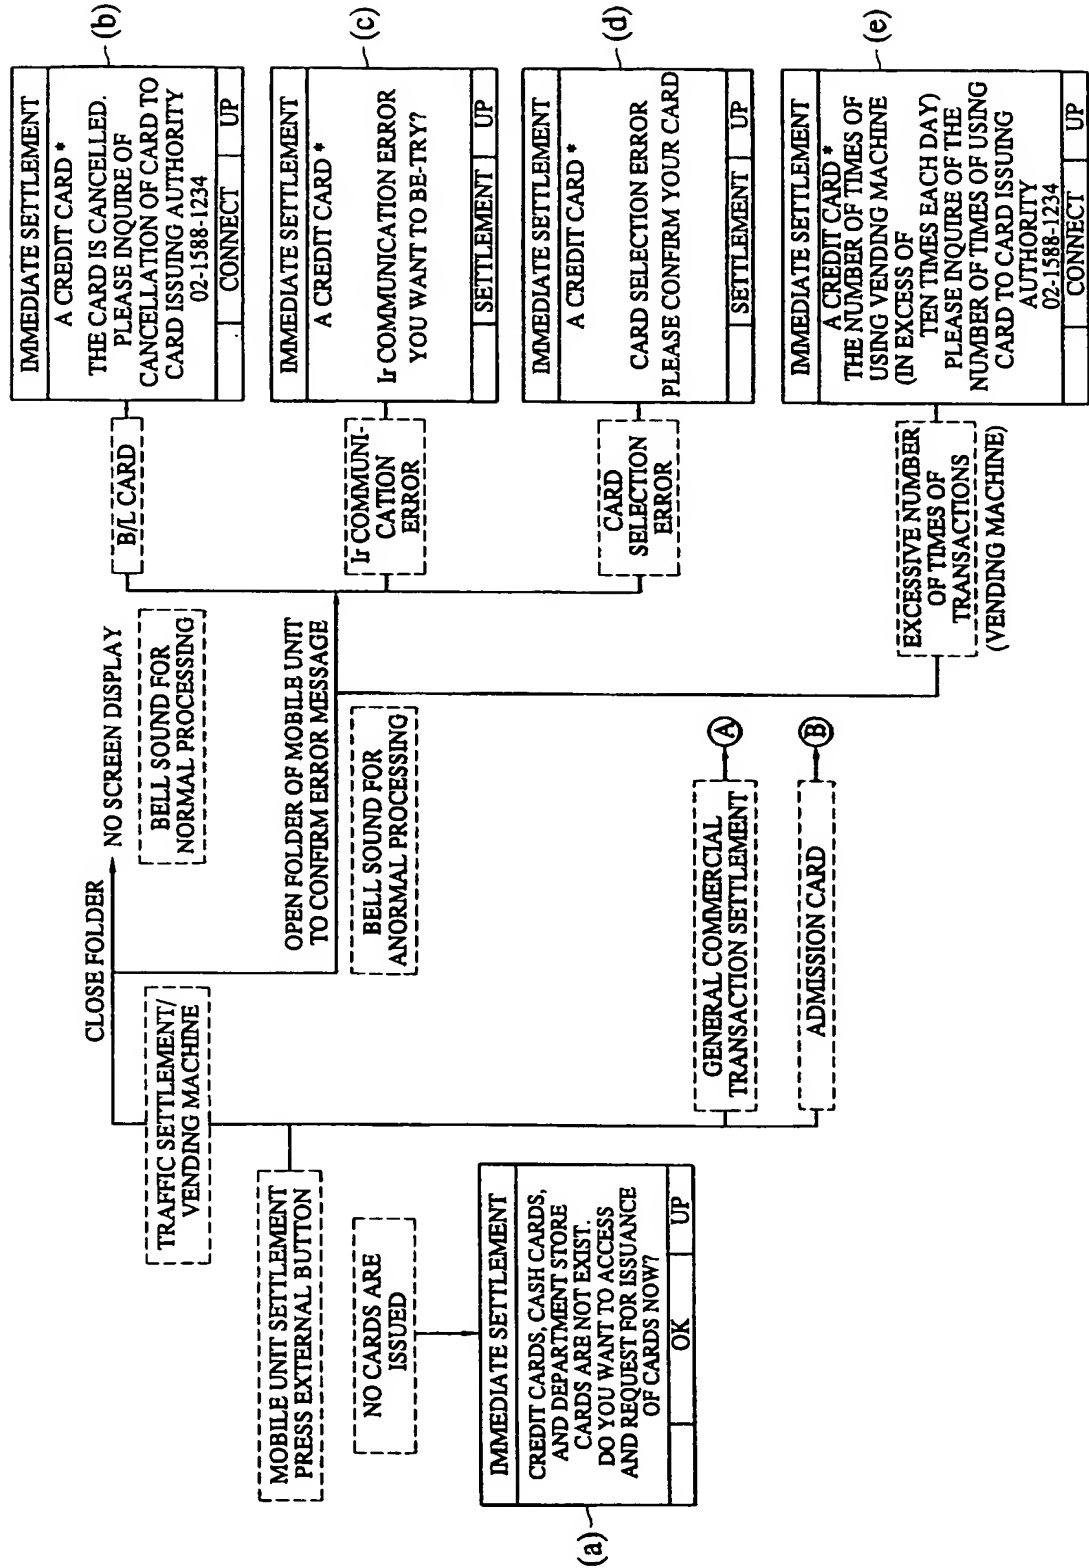 MOBILE UNIT SETTLEMENT
PRESS EXTERNAL BUTTON
TRAFFIC SETTLEMENT/
VENDING MACHINE
CLOSE FOLDER
NO SCREEN DISPLAY
BELL SOUND FOR
NORMAL PROCESSING
OPEN FOLDER OF MOBILE UNIT
TO CONFIRM ERROR MESSAGE
BELL SOUND FOR
ANORMAL PROCESSING
B/L CARD
IMMEDIATE SETTLEMENT
A CREDIT CARD *
THE CARD IS CANCELLED.
PLEASE INQUIRE OF
CANCELLATION OF CARD TO
CARD ISSUING AUTHORITY
02-1588-1234
CONNECT UP
(b)
Ir COMMUNI-
CATION
ERROR
IMMEDIATE SETTLEMENT
A CREDIT CARD *
Ir COMMUNICATION ERROR
YOU WANT TO BE-TRY?
SETTLEMENT UP
(c)
CARD
SELECTION
ERROR
IMMEDIATE SETTLEMENT
A CREDIT CARD *
CARD SELECTION ERROR
PLEASE CONFIRM YOUR CARD
SETTLEMENT UP
(d)
EXCESSIVE NUMBER
OF TIMES OF
TRANSACTIONS
(VENDING MACHINE)
IMMEDIATE SETTLEMENT
A CREDIT CARD *
THE NUMBER OF TIMES OF
USING VENDING MACHINE
(IN EXCESS OF
TEN TIMES EACH DAY)
PLEASE INQUIRE OF THE
NUMBER OF TIMES OF USING
CARD TO CARD ISSUING
AUTHORITY
02-1588-1234
CONNECT UP
(e)
NO CARDS ARE
ISSUED
IMMEDIATE SETTLEMENT
CREDIT CARDS, CASH CARDS,
AND DEPARTMENT STORE
CARDS ARE NOT EXIST.
DO YOU WANT TO ACCESS
AND REQUEST FOR ISSUANCE
OF CARDS NOW?
OK UP
(a)
GENERAL COMMERCIAL
TRANSACTION SETTLEMENT
A
ADMISSION CARD
B